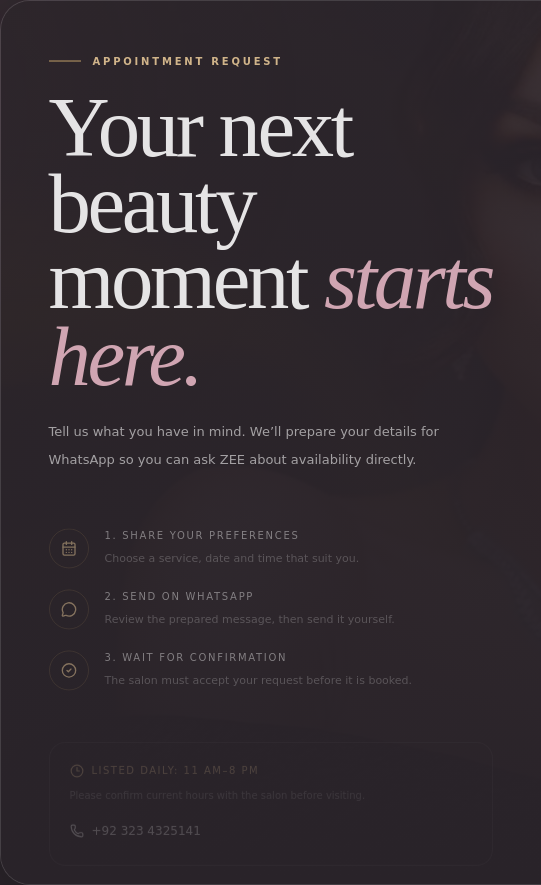 APPOINTMENT REQUEST
Your next
beauty
moment starts
here.
Tell us what you have in mind. We’ll prepare your details for
WhatsApp so you can ask ZEE about availability directly.
1. SHARE YOUR PREFERENCES
Choose a service, date and time that suit you.
2. SEND ON WHATSAPP
Review the prepared message, then send it yourself.
3. WAIT FOR CONFIRMATION
The salon must accept your request before it is booked.
LISTED DAILY: 11 AM–8 PM
Please confirm current hours with the salon before visiting.
+92 323 4325141